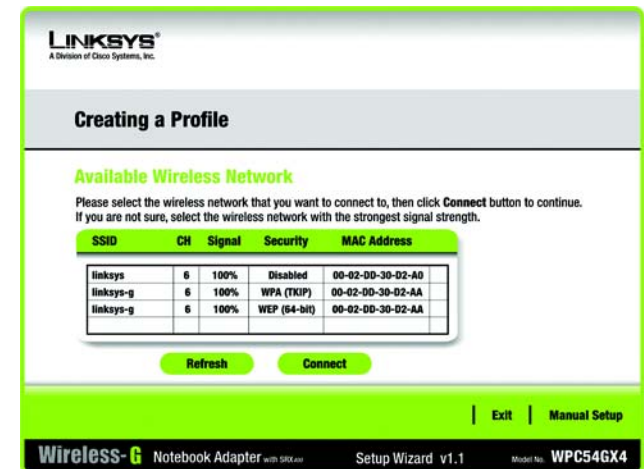 LINKSYS®
A Division of Cisco Systems, Inc.
Creating a Profile
Available Wireless Network
Please select the wireless network that you want to connect to, then click Connect button to continue.
If you are not sure, select the wireless network with the strongest signal strength.
SSID CH Signal Security MAC Address
linksys 6 100% Disabled 00-02-DD-30-D2-A0
linksys-g 6 100% WPA (TKIP) 00-02-DD-30-D2-AA
linksys-g 6 100% WEP (64-bit) 00-02-DD-30-D2-AA
Refresh Connect
Exit Manual Setup
Wireless-G Notebook Adapter with SRX400 Setup Wizard v1.1 Model No. WPC54GX4